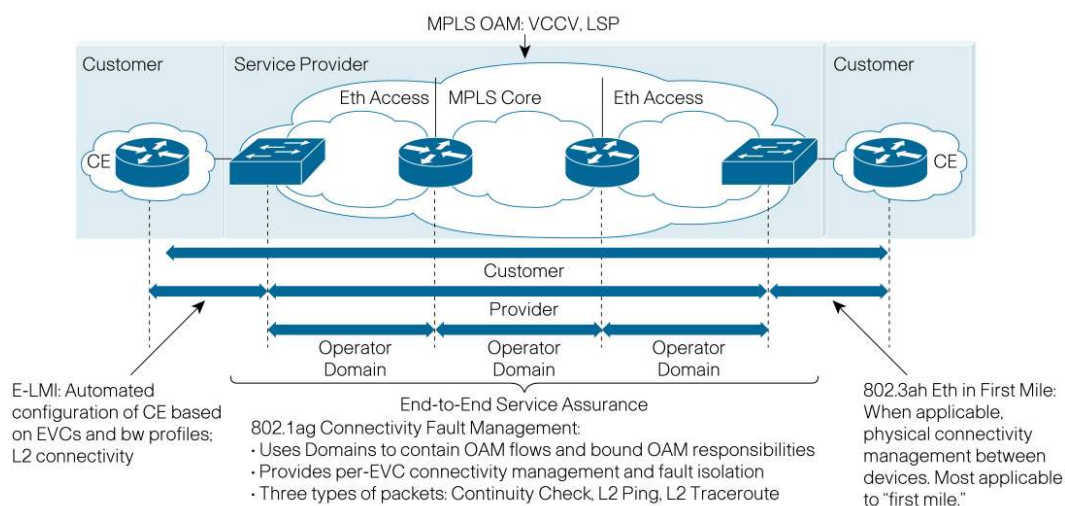 MPLS OAM: VCCV, LSP
Customer
Service Provider
Customer
Eth Access
MPLS Core
Eth Access
CE
CE
Customer
Provider
Operator
Domain
Operator
Domain
Operator
Domain
E-LMI: Automated
configuration of CE based
on EVCs and bw profiles;
L2 connectivity
End-to-End Service Assurance
802.1ag Connectivity Fault Management:
• Uses Domains to contain OAM flows and bound OAM responsibilities
• Provides per-EVC connectivity management and fault isolation
• Three types of packets: Continuity Check, L2 Ping, L2 Traceroute
802.3ah Eth in First Mile:
When applicable,
physical connectivity
management between
devices. Most applicable
to “first mile.”